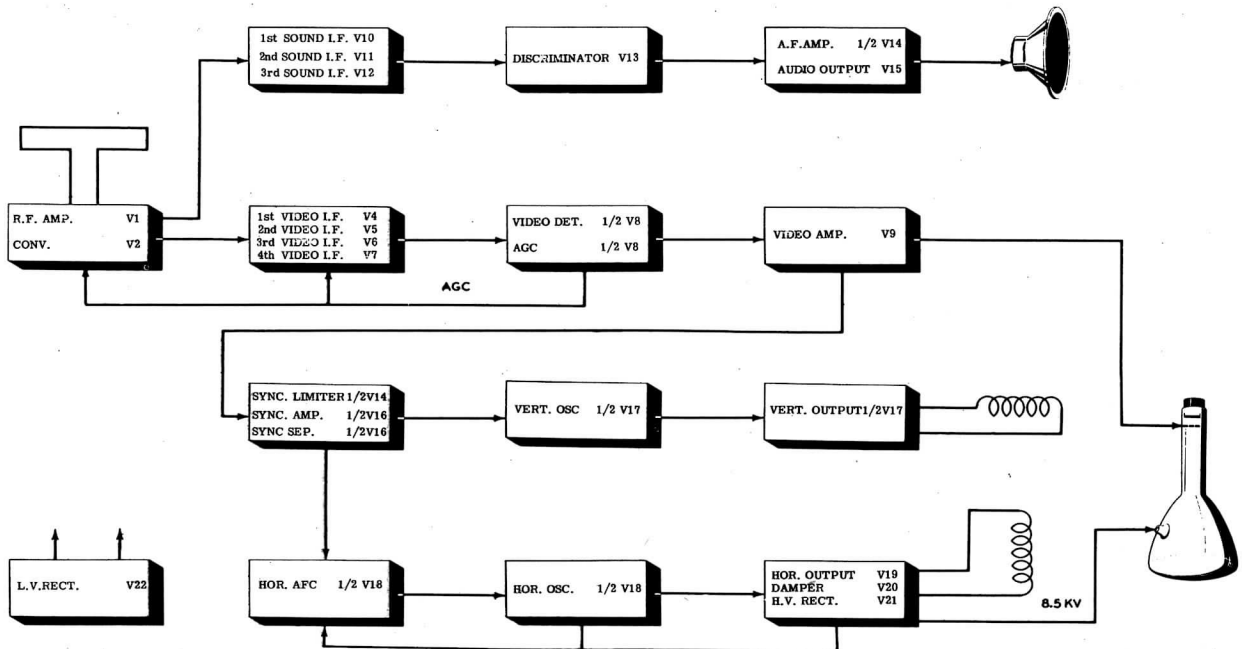 1st SOUND I.F. V10
2nd SOUND I.F. V11
3rd SOUND I.F. V12
DISCRIMINATOR V13
A.F.AMP. 1/2 V14
AUDIO OUTPUT V15
R.F. AMP. V1
CONV. V2
1st VIDEO I.F. V4
2nd VIDEO I.F. V5
3rd VIDEO I.F. V6
4th VIDEO I.F. V7
VIDEO DET. 1/2 V8
AGC 1/2 V8
VIDEO AMP. V9
AGC
SYNC. LIMITER 1/2V14
SYNC. AMP. 1/2V16
SYNC SEP. 1/2V16
VERT. OSC 1/2 V17
VERT. OUTPUT1/2V17
L.V.RECT. V22
HOR. AFC 1/2 V18
HOR. OSC. 1/2 V18
HOR. OUTPUT V19
DAMPER V20
H.V. RECT. V21
8.5 KV